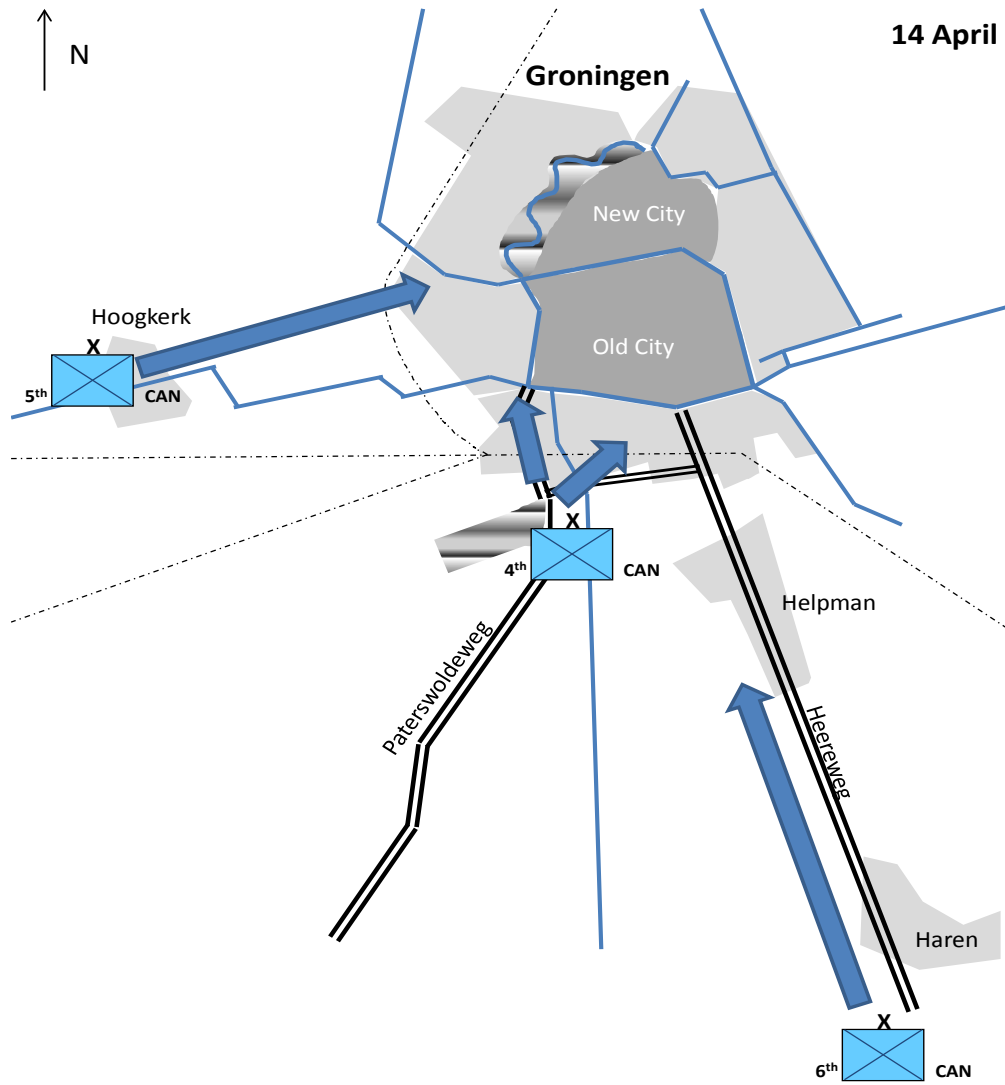 14 April
N
Groningen
New City
Hoogkerk
X
Old City
5th
CAN
X
4th
CAN
Helpman
Paterswoldeweg
Heereweg
Haren
X
6th
CAN